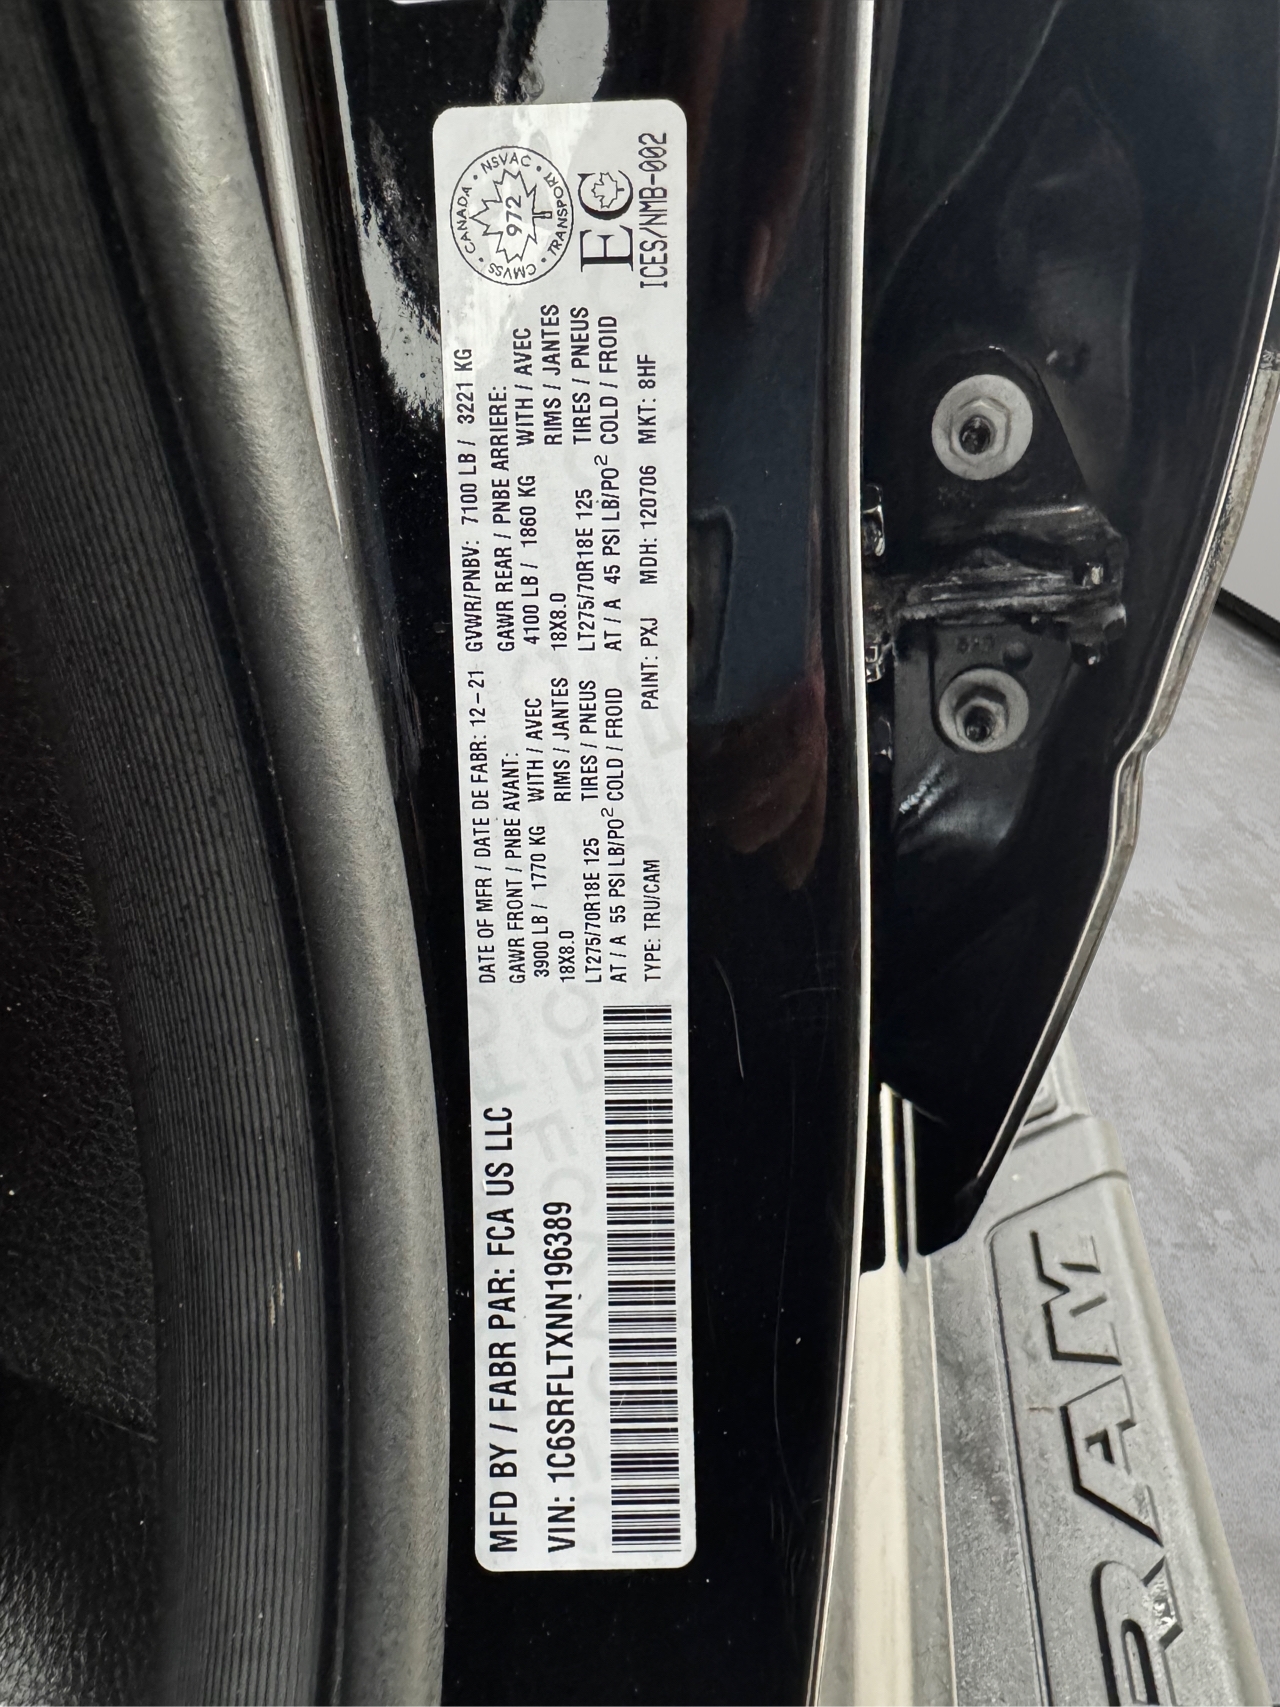 MFD BY / FABR PAR: FCA US LLC
VIN: 1C6SRFLTXNN196389
DATE OF MFR / DATE DE FABR: 12-21 GVWR/PNBV: 7100 LB / 3221 KG
GAWR FRONT / PNBE AVANT:
3900 LB / 1770 KG WITH / AVEC
18X8.0 RIMS / JANTES
LT275/70R18E 125 TIRES / PNEUS
AT / A 55 PSI LB/PO² COLD / FROID
GAWR REAR / PNBE ARRIERE:
4100 LB / 1860 KG WITH / AVEC
18X8.0 RIMS / JANTES
LT275/70R18E 125 TIRES / PNEUS
AT / A 45 PSI LB/PO² COLD / FROID
TYPE: TRU/CAM PAINT: PXJ MDH: 120706 MKT: 8HF
CANADA • NSVAC • TRANSPORT • CMVSS •
972
EC
ICES/NMB-002
RAM